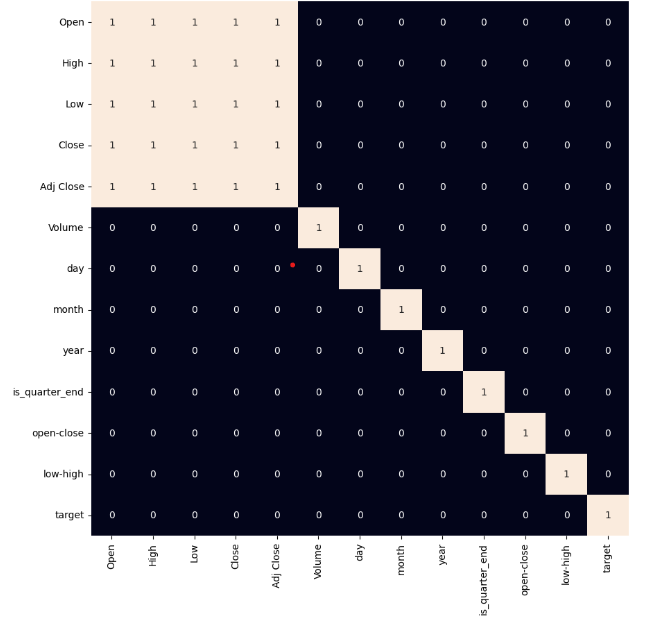 Open 1 1 1 1 1 0 0 0 0 0 0 0 0
High 1 1 1 1 1 0 0 0 0 0 0 0 0
Low 1 1 1 1 1 0 0 0 0 0 0 0 0
Close 1 1 1 1 1 0 0 0 0 0 0 0 0
Adj Close 1 1 1 1 1 0 0 0 0 0 0 0 0
Volume 0 0 0 0 0 1 0 0 0 0 0 0 0
day 0 0 0 0 0 0 1 0 0 0 0 0 0
month 0 0 0 0 0 0 0 1 0 0 0 0 0
year 0 0 0 0 0 0 0 0 1 0 0 0 0
is_quarter_end 0 0 0 0 0 0 0 0 0 1 0 0 0
open-close 0 0 0 0 0 0 0 0 0 0 1 0 0
low-high 0 0 0 0 0 0 0 0 0 0 0 1 0
target 0 0 0 0 0 0 0 0 0 0 0 0 1
Open High Low Close Adj Close Volume day month year is_quarter_end open-close low-high target